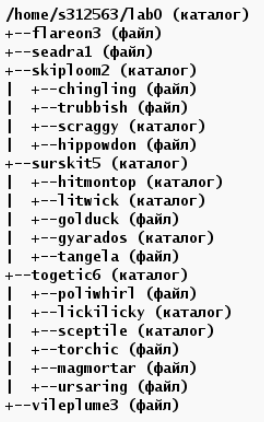 /home/s312563/lab0 (каталог)
+--flareon3 (файл)
+--seadra1 (файл)
+--skiploom2 (каталог)
|  +--chingling (файл)
|  +--trubbish (файл)
|  +--scraggy (каталог)
|  +--hippowdon (файл)
+--surskit5 (каталог)
|  +--hitmontop (каталог)
|  +--litwick (каталог)
|  +--golduck (файл)
|  +--gyarados (каталог)
|  +--tangela (файл)
+--togetic6 (каталог)
|  +--poliwhirl (файл)
|  +--lickilicky (каталог)
|  +--sceptile (каталог)
|  +--torchic (файл)
|  +--magmortar (файл)
|  +--ursaring (файл)
+--vileplume3 (файл)